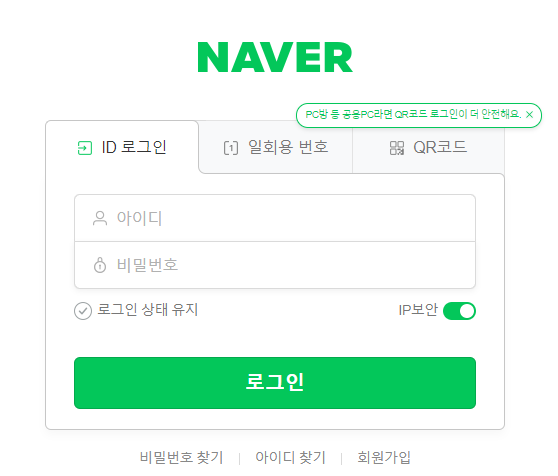 NAVER
PC방 등 공용PC라면 QR코드 로그인이 더 안전해요. ×
ID 로그인 일회용 번호 QR코드
아이디
비밀번호
로그인 상태 유지 IP보안
로그인
비밀번호 찾기 | 아이디 찾기 | 회원가입